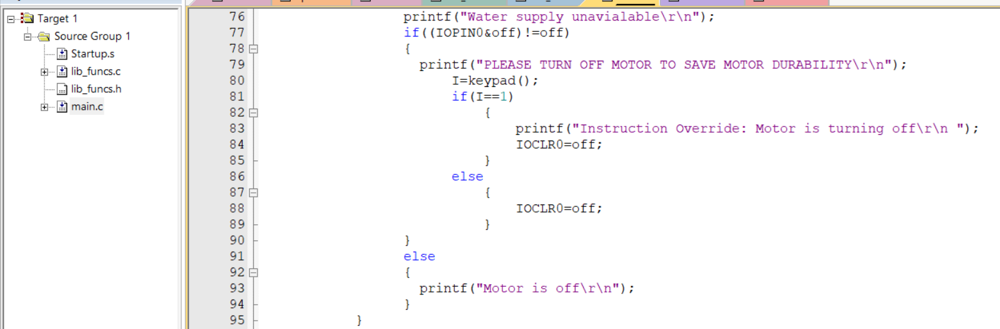 Target 1
Source Group 1
Startup.s
lib_funcs.c
lib_funcs.h
main.c
76 printf("Water supply unavialable\r\n");
77 if((IOPIN0&off)!=off)
78 {
79 printf("PLEASE TURN OFF MOTOR TO SAVE MOTOR DURABILITY\r\n");
80 I=keypad();
81 if(I==1)
82 {
83 printf("Instruction Override: Motor is turning off\r\n ");
84 IOCLR0=off;
85 }
86 else
87 {
88 IOCLR0=off;
89 }
90 }
91 else
92 {
93 printf("Motor is off\r\n");
94 }
95 }